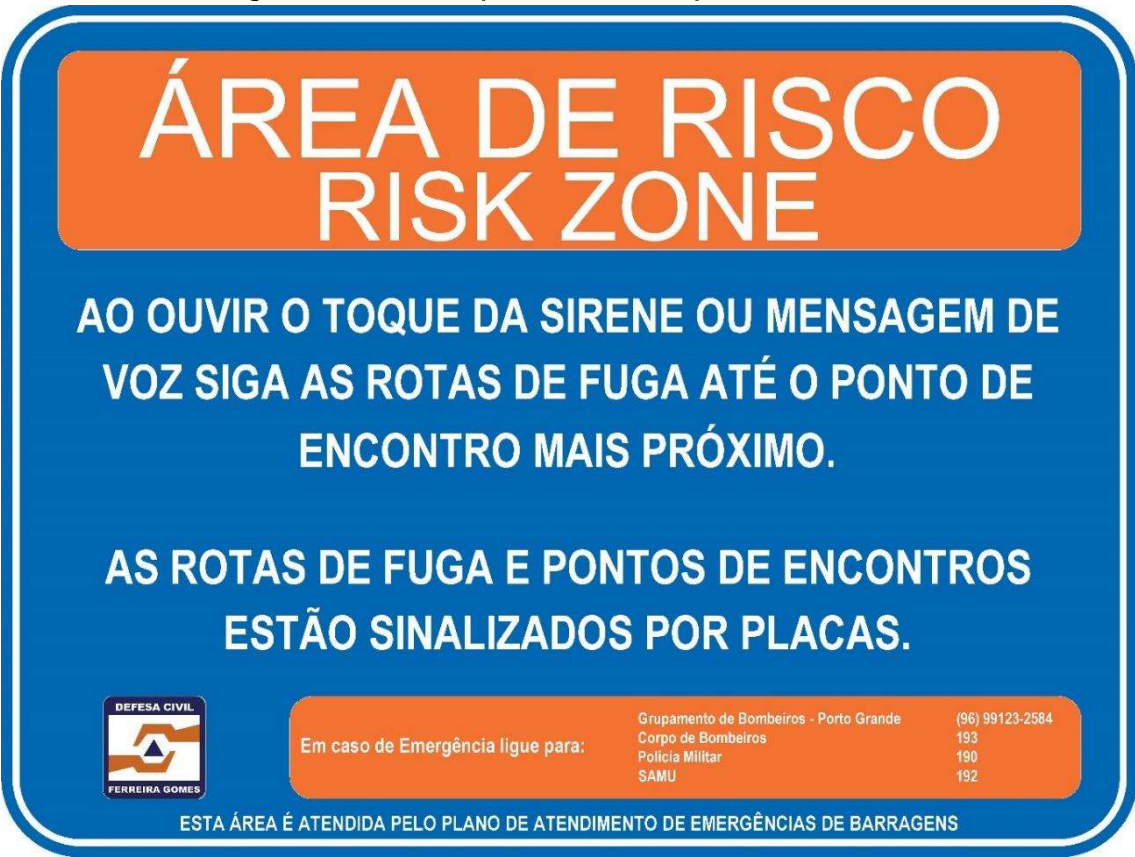 ÁREA DE RISCO
RISK ZONE
AO OUVIR O TOQUE DA SIRENE OU MENSAGEM DE
VOZ SIGA AS ROTAS DE FUGA ATÉ O PONTO DE
ENCONTRO MAIS PRÓXIMO.
AS ROTAS DE FUGA E PONTOS DE ENCONTROS
ESTÃO SINALIZADOS POR PLACAS.
DEFESA CIVIL
FERREIRA GOMES
Em caso de Emergência ligue para:
Grupamento de Bombeiros - Porto Grande (96) 99123-2584
Corpo de Bombeiros 193
Policia Militar 190
SAMU 192
ESTA ÁREA É ATENDIDA PELO PLANO DE ATENDIMENTO DE EMERGÊNCIAS DE BARRAGENS